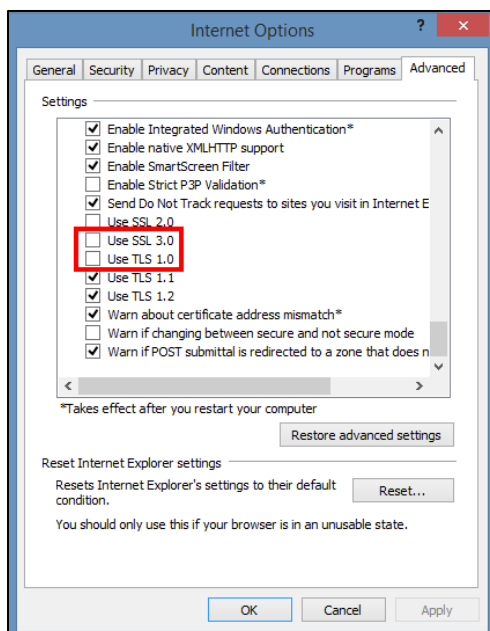 Internet Options
?
×
General Security Privacy Content Connections Programs Advanced
Settings
Enable Integrated Windows Authentication*
Enable native XMLHTTP support
Enable SmartScreen Filter
Enable Strict P3P Validation*
Send Do Not Track requests to sites you visit in Internet E
Use SSL 2.0
Use SSL 3.0
Use TLS 1.0
Use TLS 1.1
Use TLS 1.2
Warn about certificate address mismatch*
Warn if changing between secure and not secure mode
Warn if POST submittal is redirected to a zone that does n
*Takes effect after you restart your computer
Restore advanced settings
Reset Internet Explorer settings
Resets Internet Explorer's settings to their default
condition.
Reset...
You should only use this if your browser is in an unusable state.
OK Cancel Apply